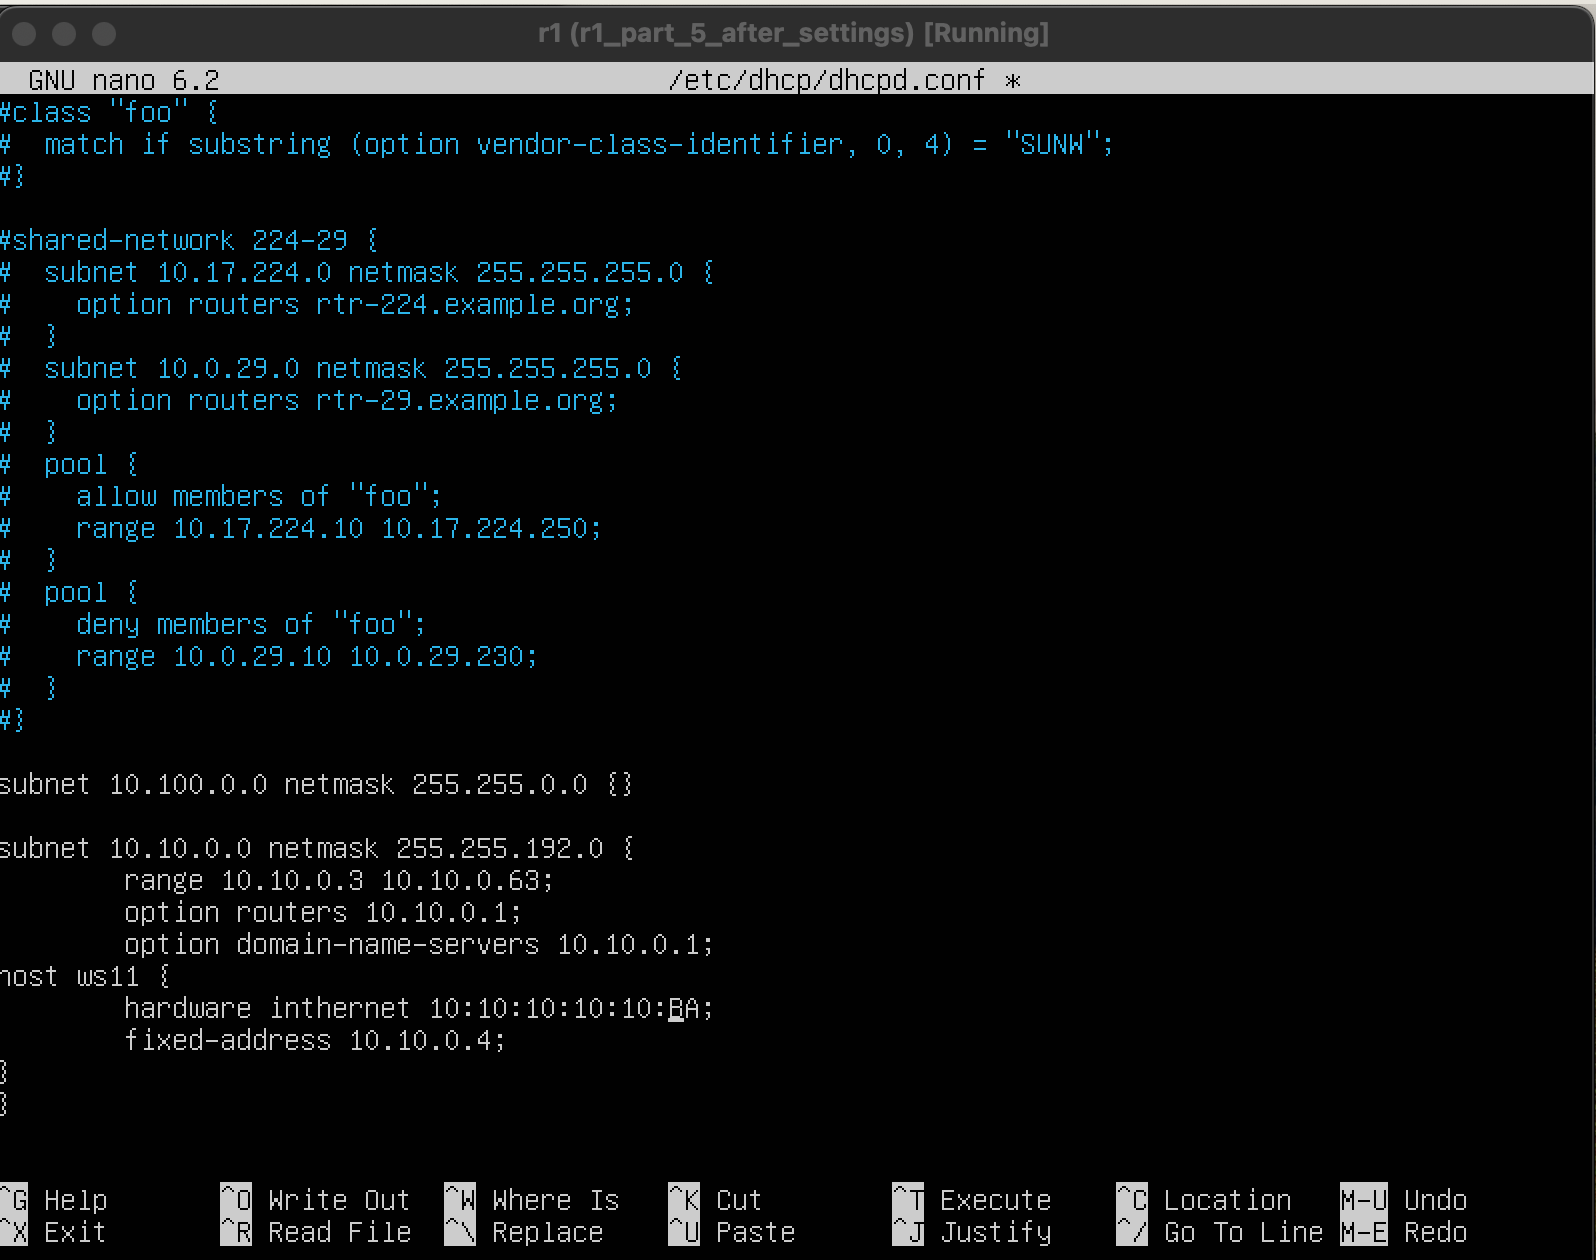 r1 (r1_part_5_after_settings) [Running]
GNU nano 6.2 /etc/dhcp/dhcpd.conf *
#class "foo" {
#  match if substring (option vendor-class-identifier, 0, 4) = "SUNW";
#}
#shared-network 224-29 {
#  subnet 10.17.224.0 netmask 255.255.255.0 {
#    option routers rtr-224.example.org;
#  }
#  subnet 10.0.29.0 netmask 255.255.255.0 {
#    option routers rtr-29.example.org;
#  }
#  pool {
#    allow members of "foo";
#    range 10.17.224.10 10.17.224.250;
#  }
#  pool {
#    deny members of "foo";
#    range 10.0.29.10 10.0.29.230;
#  }
#}
subnet 10.100.0.0 netmask 255.255.0.0 {}
subnet 10.10.0.0 netmask 255.255.192.0 {
        range 10.10.0.3 10.10.0.63;
        option routers 10.10.0.1;
        option domain-name-servers 10.10.0.1;
host ws11 {
        hardware inthernet 10:10:10:10:10:BA;
        fixed-address 10.10.0.4;
}
}
^G Help ^O Write Out ^W Where Is ^K Cut ^T Execute ^C Location M-U Undo
^X Exit ^R Read File ^\ Replace ^U Paste ^J Justify ^/ Go To Line M-E Redo